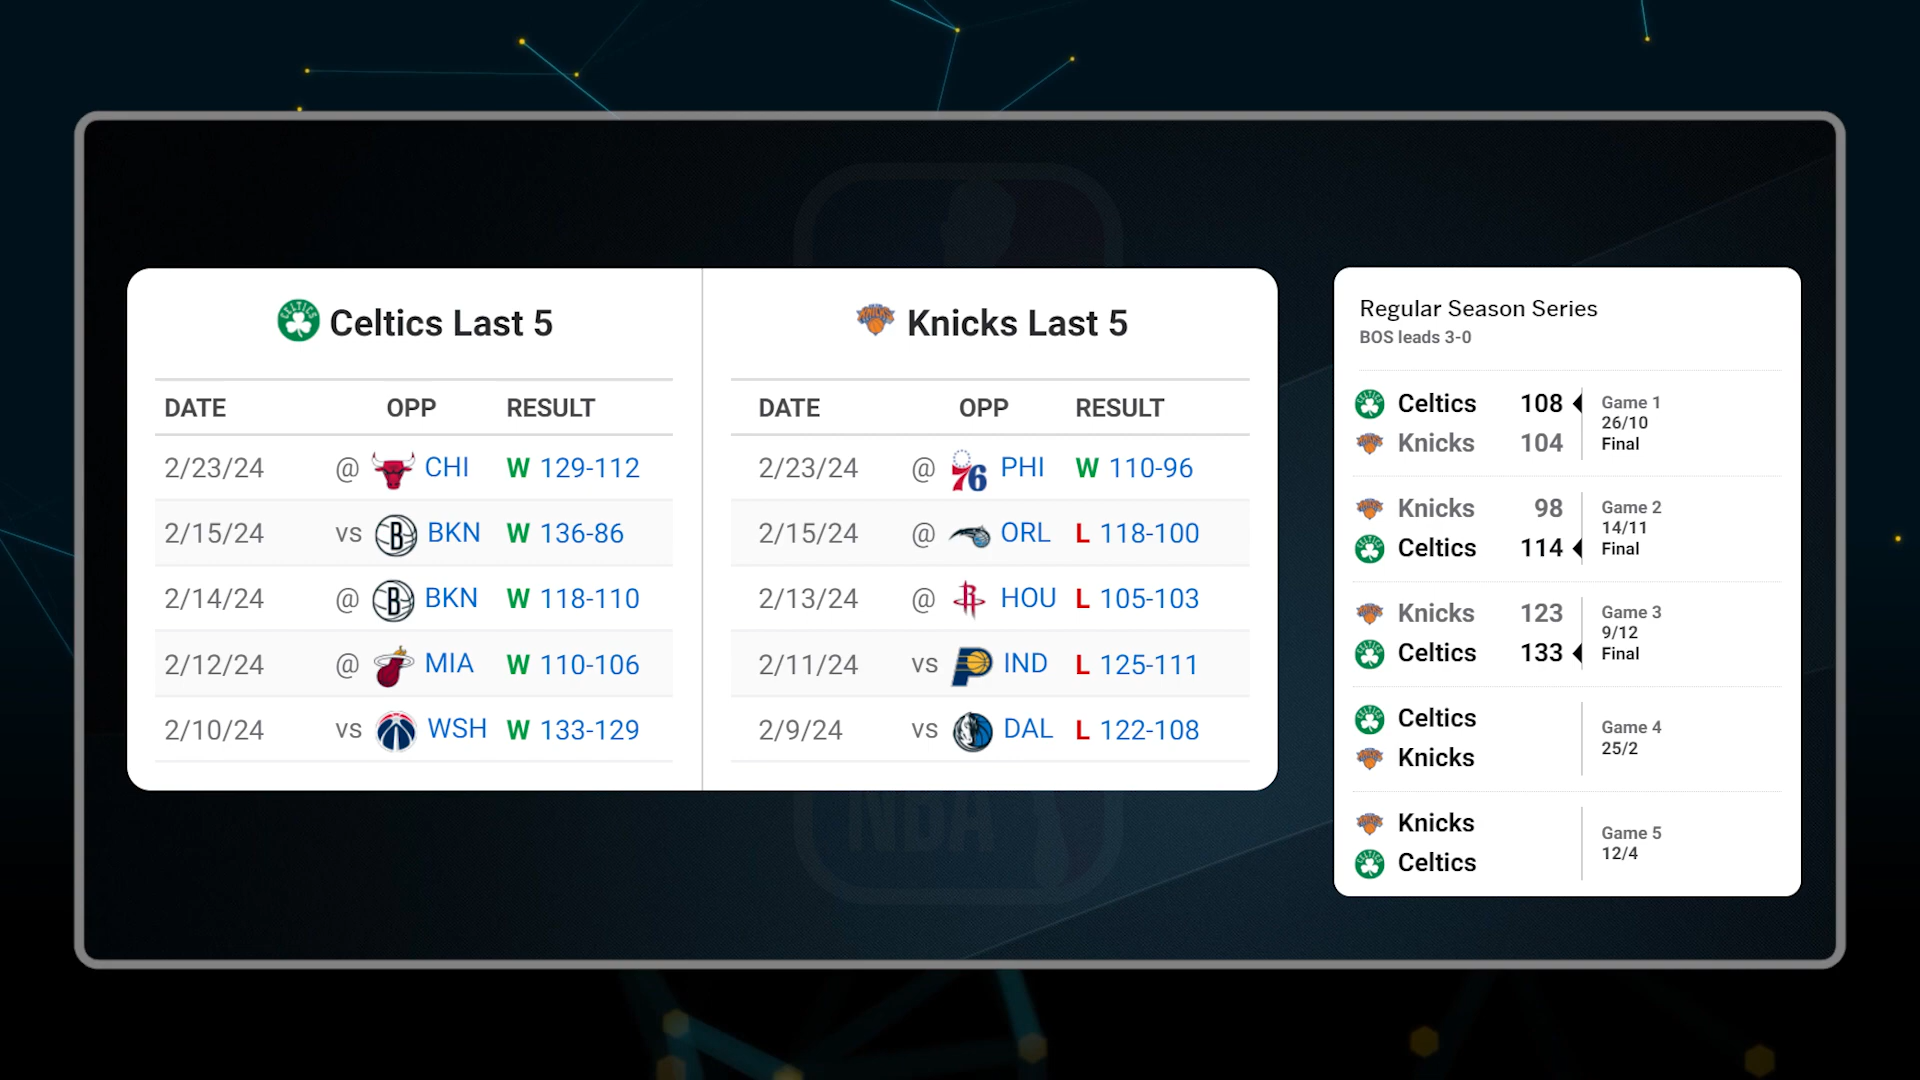 Celtics Last 5
DATE OPP RESULT
2/23/24 @ CHI W 129-112
2/15/24 vs BKN W 136-86
2/14/24 @ BKN W 118-110
2/12/24 @ MIA W 110-106
2/10/24 vs WSH W 133-129
Knicks Last 5
DATE OPP RESULT
2/23/24 @ PHI W 110-96
2/15/24 @ ORL L 118-100
2/13/24 @ HOU L 105-103
2/11/24 vs IND L 125-111
2/9/24 vs DAL L 122-108
Regular Season Series
BOS leads 3-0
Celtics 108
Knicks 104
Game 1
26/10
Final
Knicks 98
Celtics 114
Game 2
14/11
Final
Knicks 123
Celtics 133
Game 3
9/12
Final
Celtics
Knicks
Game 4
25/2
Knicks
Celtics
Game 5
12/4
NBA